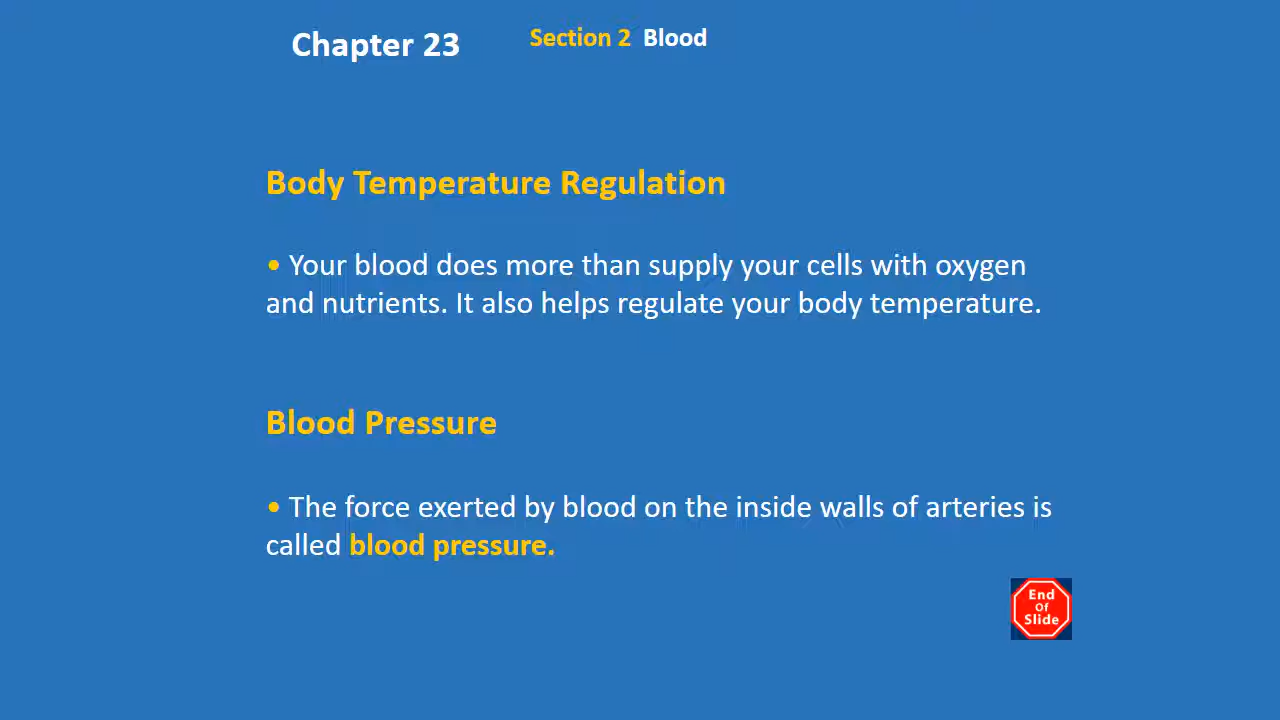 Chapter 23
Section 2 Blood
Body Temperature Regulation
• Your blood does more than supply your cells with oxygen
and nutrients. It also helps regulate your body temperature.
Blood Pressure
• The force exerted by blood on the inside walls of arteries is
called blood pressure.
End
Of
Slide